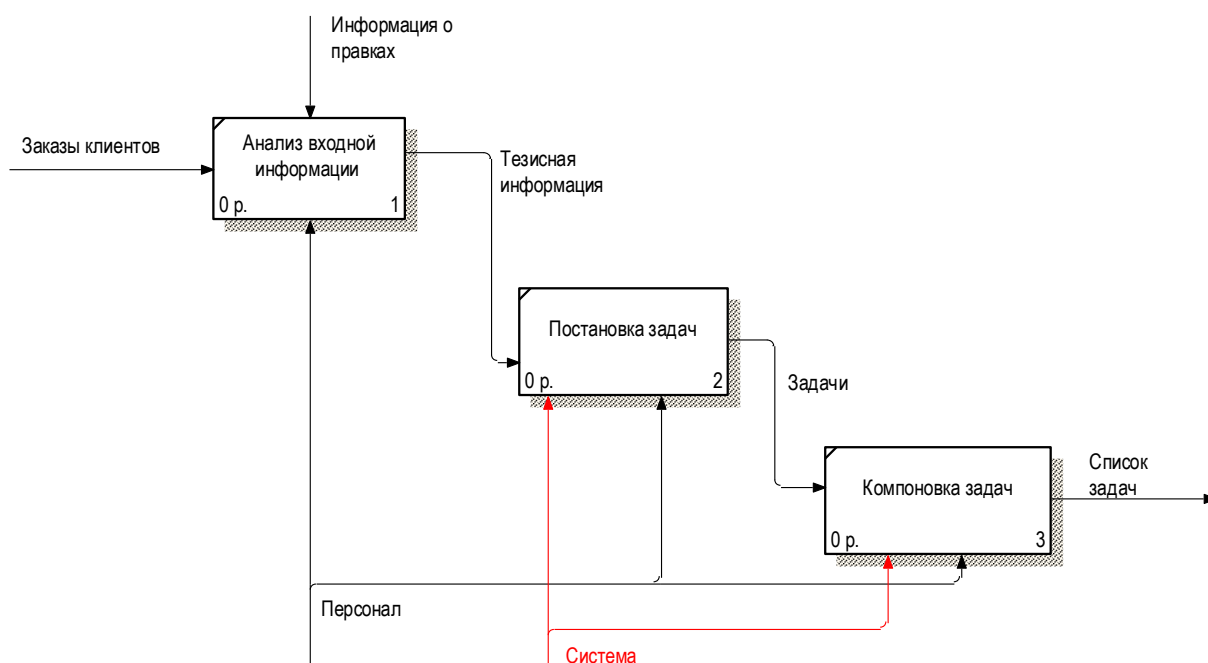 Информация о
правках
Заказы клиентов
Анализ входной
информации
0 р.
1
Тезисная
информация
Постановка задач
0 р.
2
Задачи
Компоновка задач
0 р.
3
Список
задач
Персонал
Система